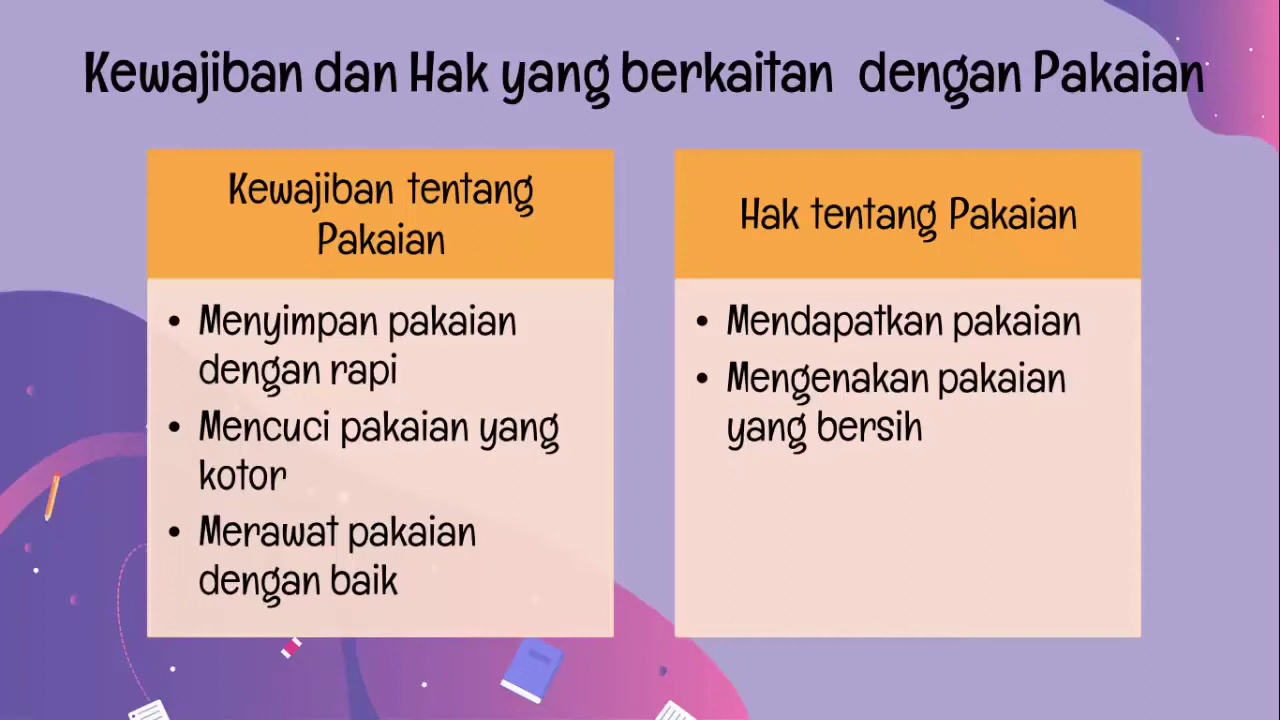 Kewajiban dan Hak yang berkaitan dengan Pakaian
Kewajiban tentang
Pakaian
• Menyimpan pakaian
dengan rapi
• Mencuci pakaian yang
kotor
• Merawat pakaian
dengan baik
Hak tentang Pakaian
• Mendapatkan pakaian
• Mengenakan pakaian
yang bersih